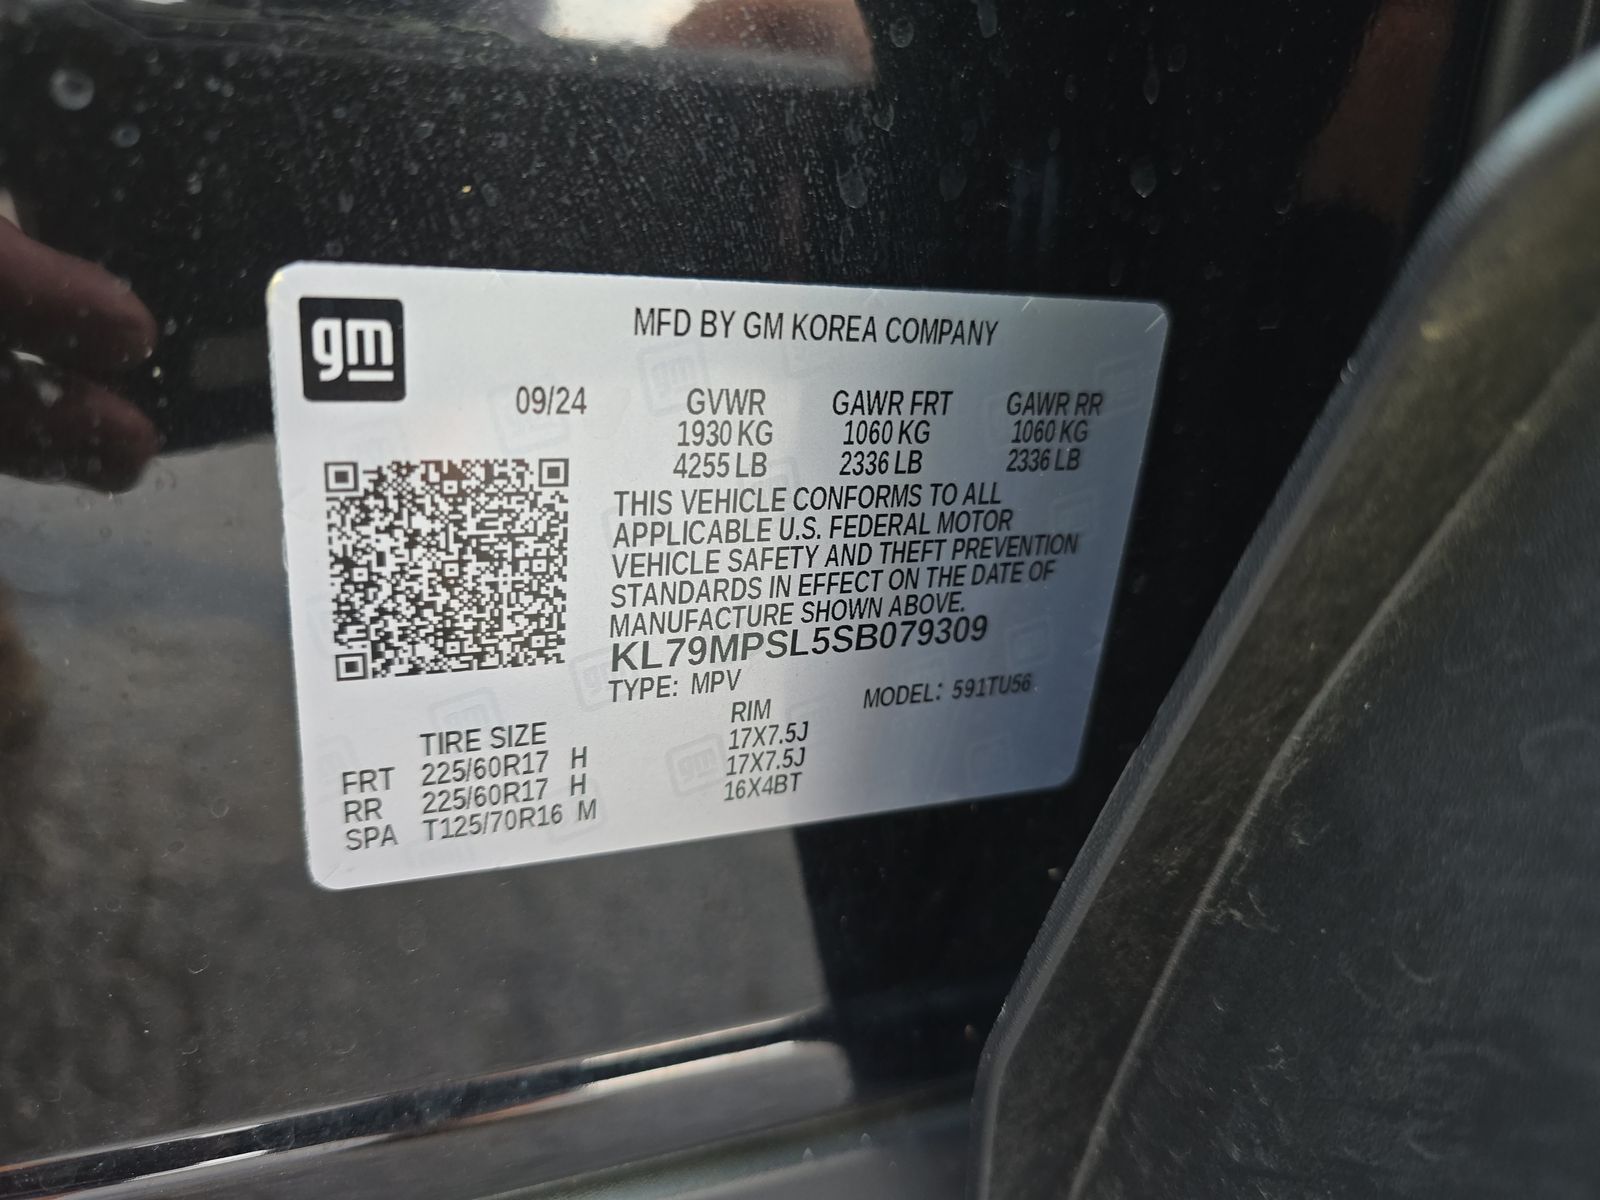 gm
MFD BY GM KOREA COMPANY
09/24 GVWR GAWR FRT GAWR RR
1930 KG 1060 KG 1060 KG
4255 LB 2336 LB 2336 LB
THIS VEHICLE CONFORMS TO ALL
APPLICABLE U.S. FEDERAL MOTOR
VEHICLE SAFETY AND THEFT PREVENTION
STANDARDS IN EFFECT ON THE DATE OF
MANUFACTURE SHOWN ABOVE.
KL79MPSL5SB079309
TYPE: MPV MODEL: 591TU56
TIRE SIZE RIM
FRT 225/60R17 H 17X7.5J
RR 225/60R17 H 17X7.5J
SPA T125/70R16 M 16X4BT